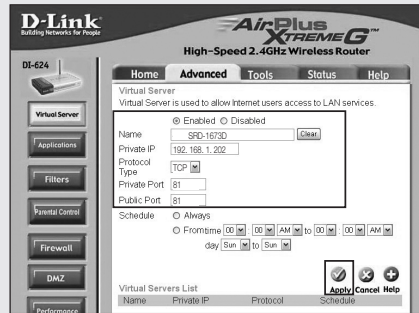 D-Link
Building Networks for People
AirPlus
XTREME G™
High-Speed 2.4GHz Wireless Router
DI-624
Home Advanced Tools Status Help
Virtual Server
Applications
Filters
Parental Control
Firewall
DMZ
Performance
Virtual Server
Virtual Server is used to allow Internet users access to LAN services.
Enabled Disabled
Name SRD-1673D Clear
Private IP 192. 168. 1. 202
Protocol
Type TCP
Private Port 81
Public Port 81
Schedule Always
Fromtime 00 : 00 AM to 00 : 00 AM
day Sun to Sun
Apply Cancel Help
Virtual Servers List
Name Private IP Protocol Schedule